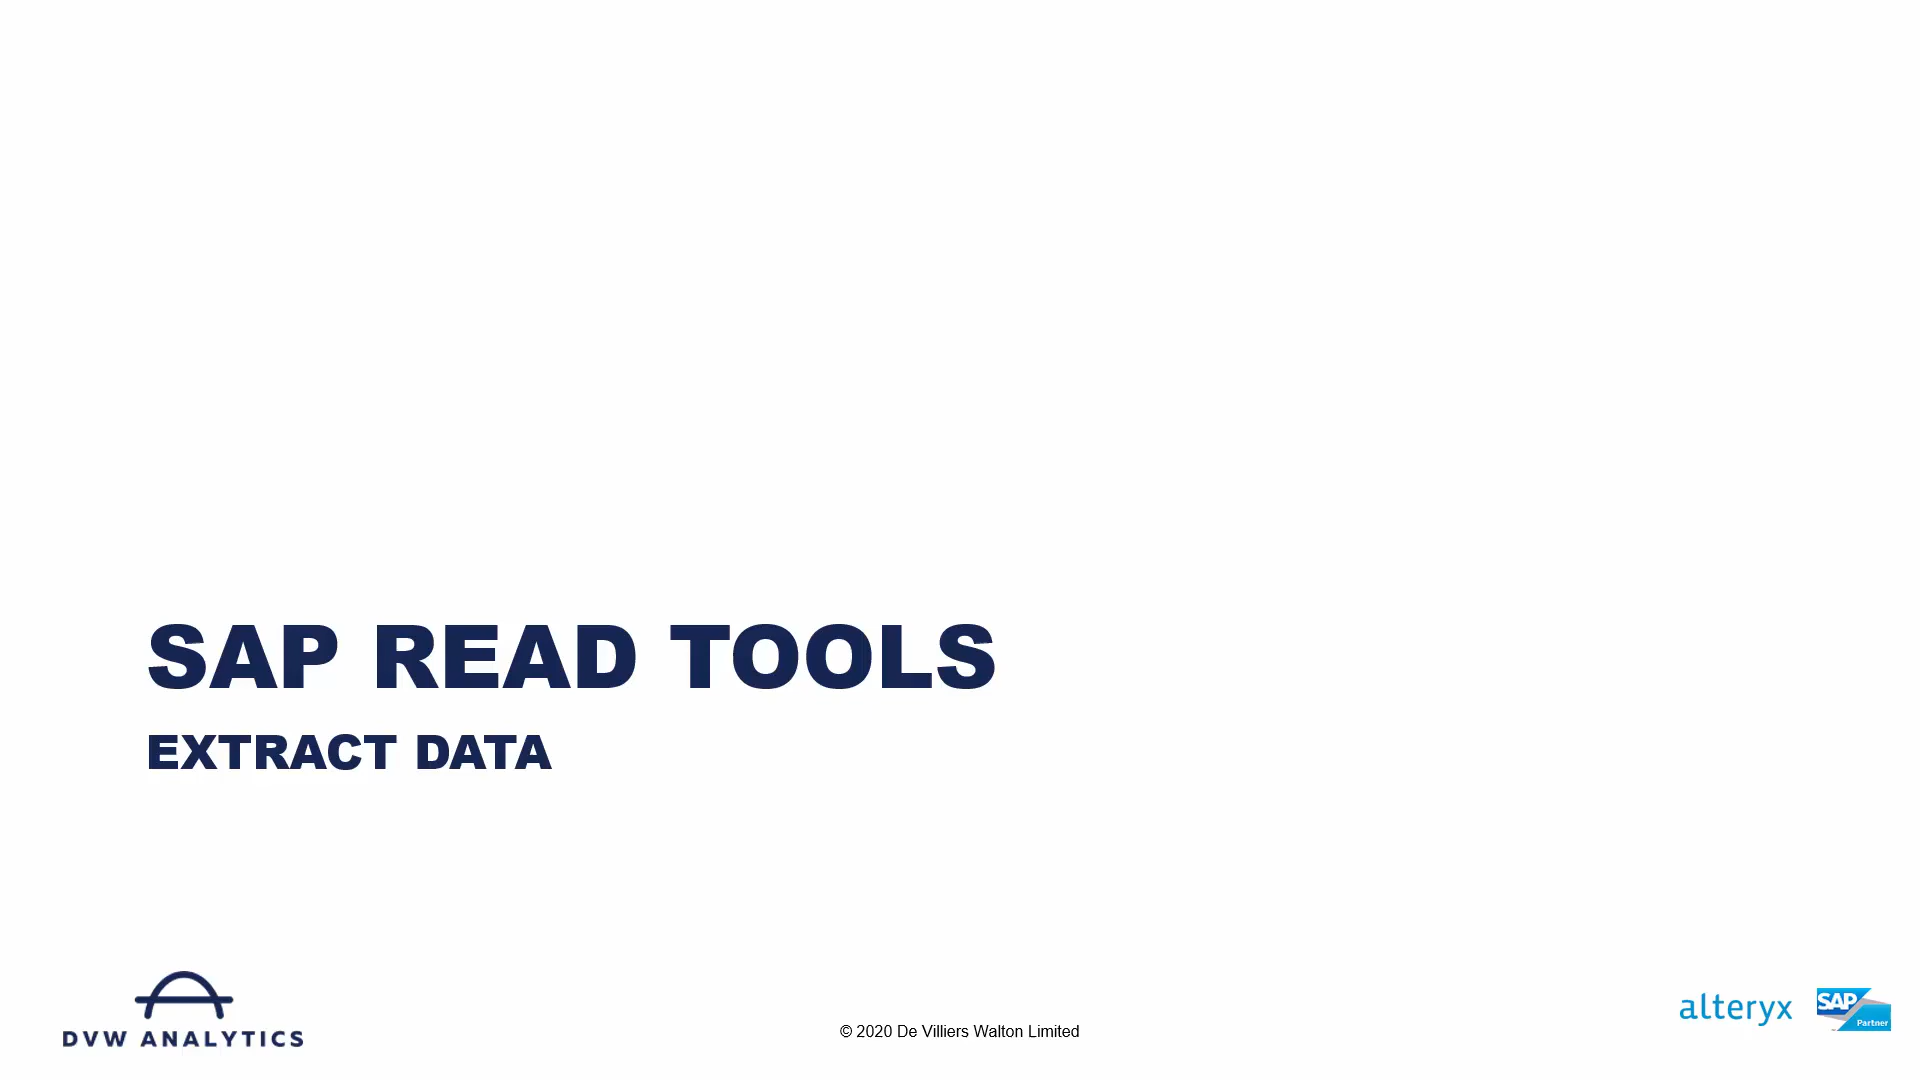 SAP READ TOOLS
EXTRACT DATA
DVW ANALYTICS
© 2020 De Villiers Walton Limited
alteryx
SAP
Partner